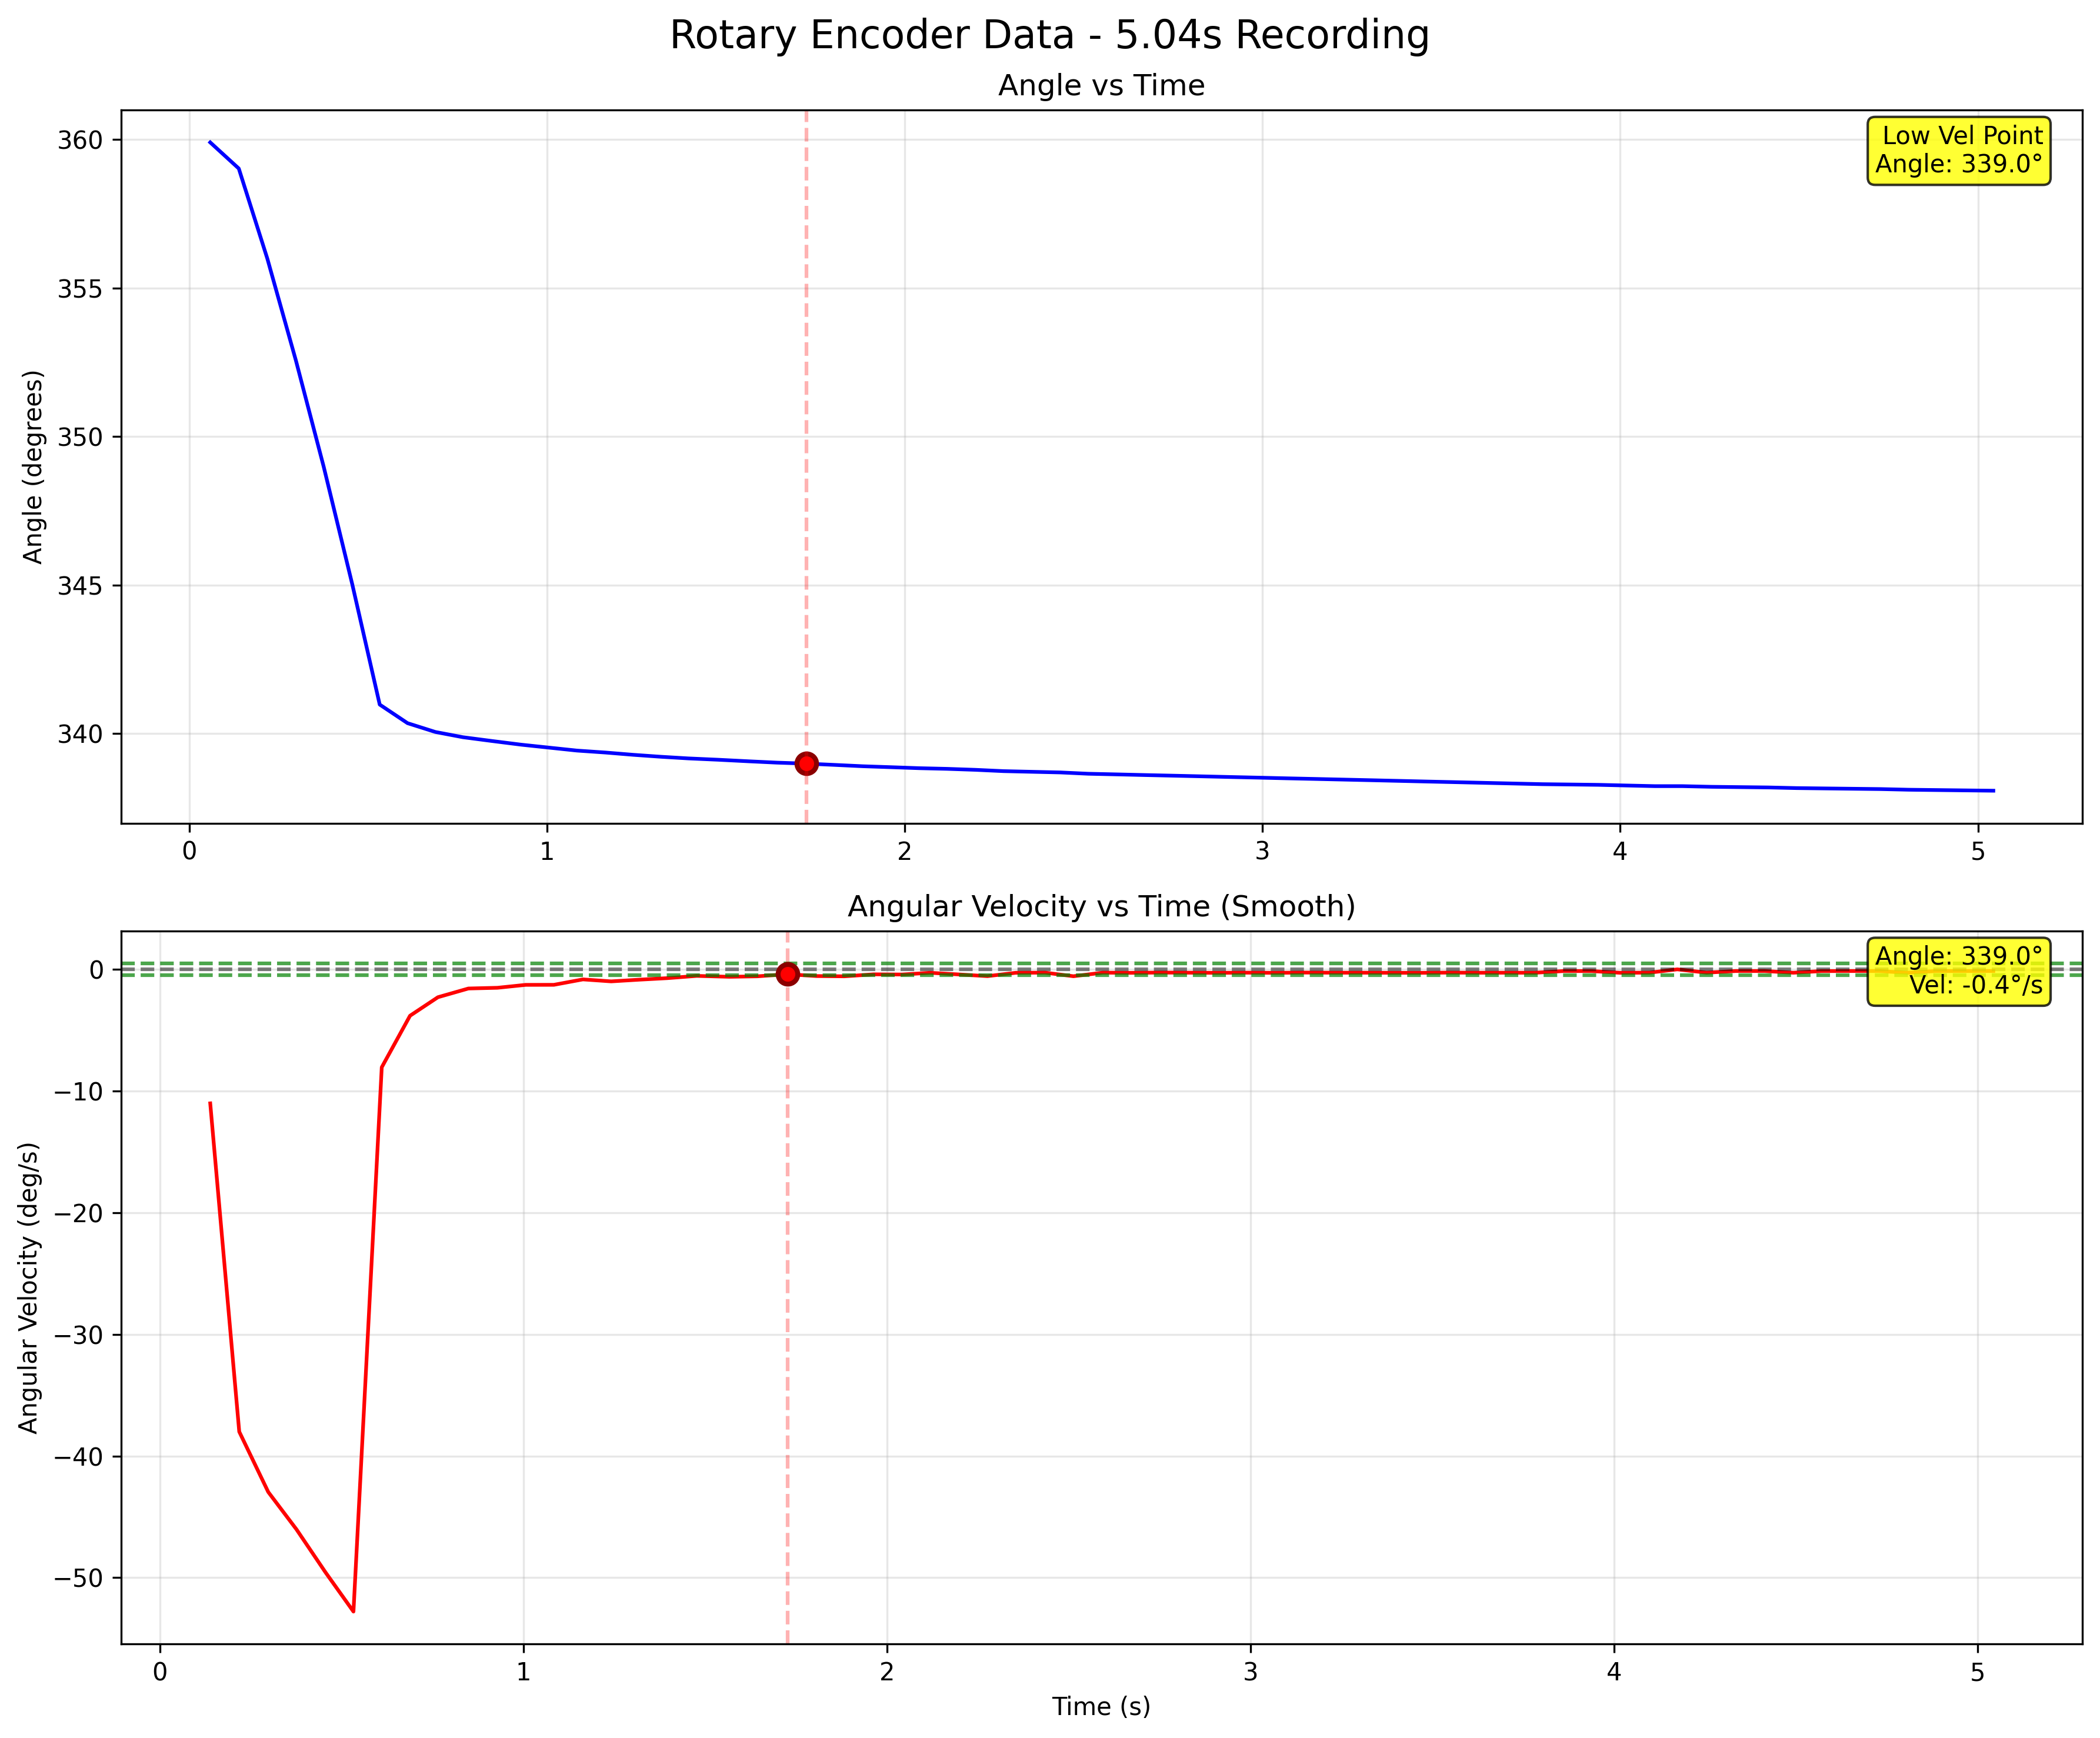 Rotary Encoder Data - 5.04s Recording
Angle vs Time
Low Vel Point
Angle: 339.0°
Angle (degrees)
360
355
350
345
340
0 1 2 3 4 5
Angular Velocity vs Time (Smooth)
Angle: 339.0°
Vel: -0.4°/s
Angular Velocity (deg/s)
0
−10
−20
−30
−40
−50
0 1 2 3 4 5
Time (s)